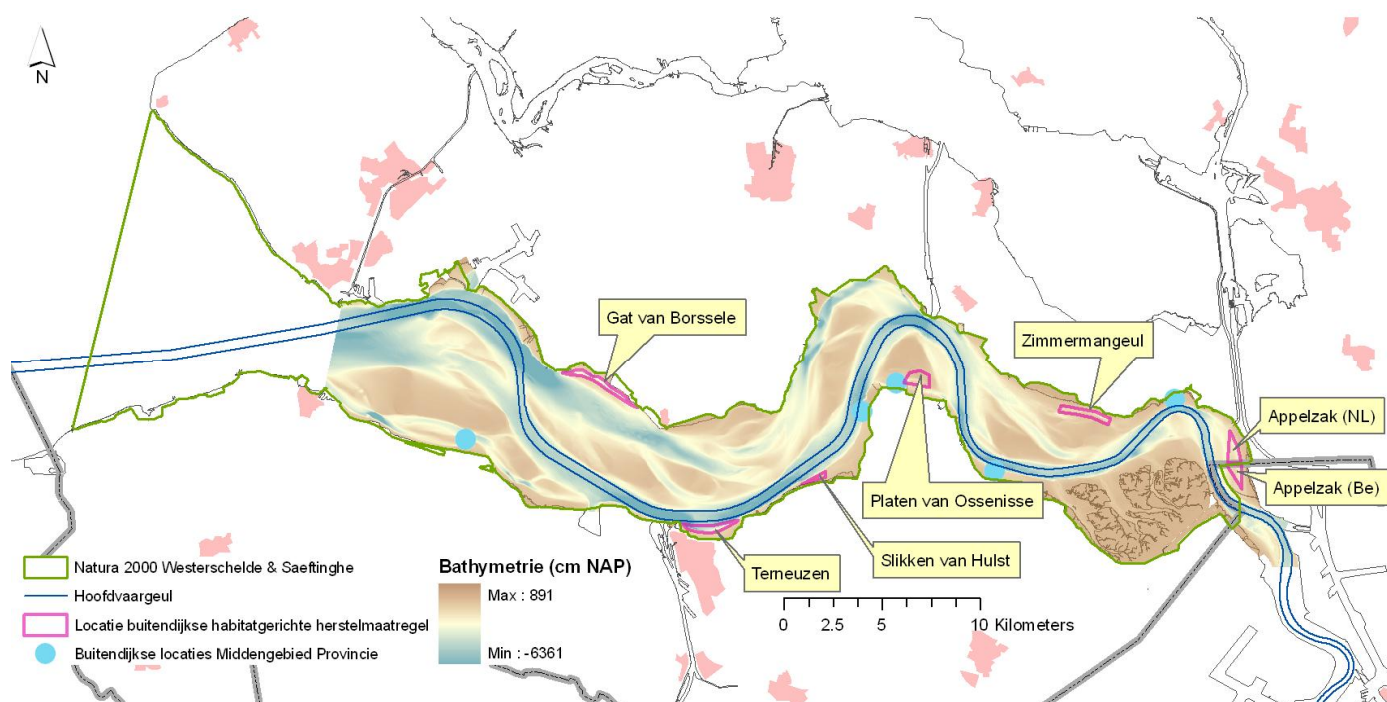 N
Gat van Borssele
Zimmermangeul
Appelzak (NL)
Appelzak (Be)
Platen van Ossenisse
Slikken van Hulst
Terneuzen
Natura 2000 Westerschelde & Saeftinghe
Hoofdvaargeul
Locatie buitendijkse habitatgerichte herstelmaatregel
Buitendijkse locaties Middengebied Provincie
Bathymetrie (cm NAP)
Max : 891
Min : -6361
0 2.5 5 10 Kilometers